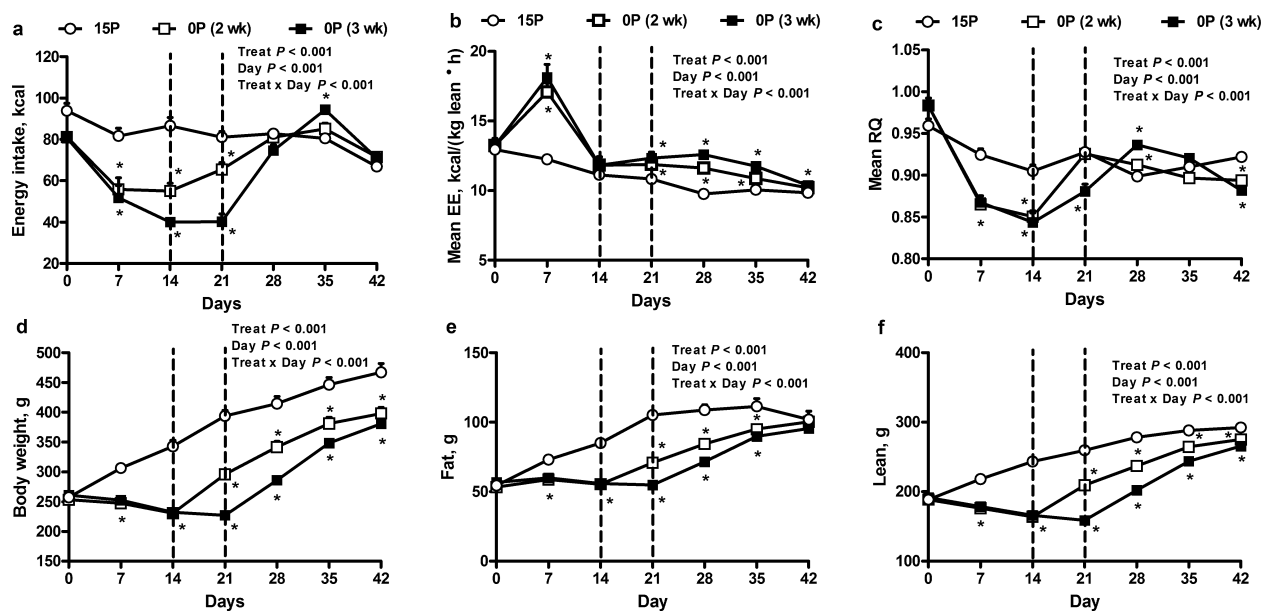 a
15P
0P (2 wk)
0P (3 wk)
Treat P < 0.001
Day P < 0.001
Treat x Day P < 0.001
Energy intake, kcal
120
100
80
60
40
20
0 7 14 21 28 35 42
Days
*
*
*
*
*
*
*
b
15P
0P (2 wk)
0P (3 wk)
Treat P < 0.001
Day P < 0.001
Treat x Day P < 0.001
Mean EE, kcal/(kg lean * h)
20
15
10
5
0 7 14 21 28 35 42
Days
*
*
*
*
*
*
*
*
*
c
15P
0P (2 wk)
0P (3 wk)
Treat P < 0.001
Day P < 0.001
Treat x Day P < 0.001
Mean RQ
1.05
1.00
0.95
0.90
0.85
0.80
0 7 14 21 28 35 42
Days
*
*
*
*
*
*
*
*
d
Treat P < 0.001
Day P < 0.001
Treat x Day P < 0.001
Body weight, g
500
450
400
350
300
250
200
150
0 7 14 21 28 35 42
Days
*
*
*
*
*
*
*
*
*
*
e
Treat P < 0.001
Day P < 0.001
Treat x Day P < 0.001
Fat, g
150
100
50
0
0 7 14 21 28 35 42
Day
*
*
*
*
*
*
*
*
f
Treat P < 0.001
Day P < 0.001
Treat x Day P < 0.001
Lean, g
400
300
200
100
0 7 14 21 28 35 42
Day
*
*
*
*
*
*
*
*
*
*